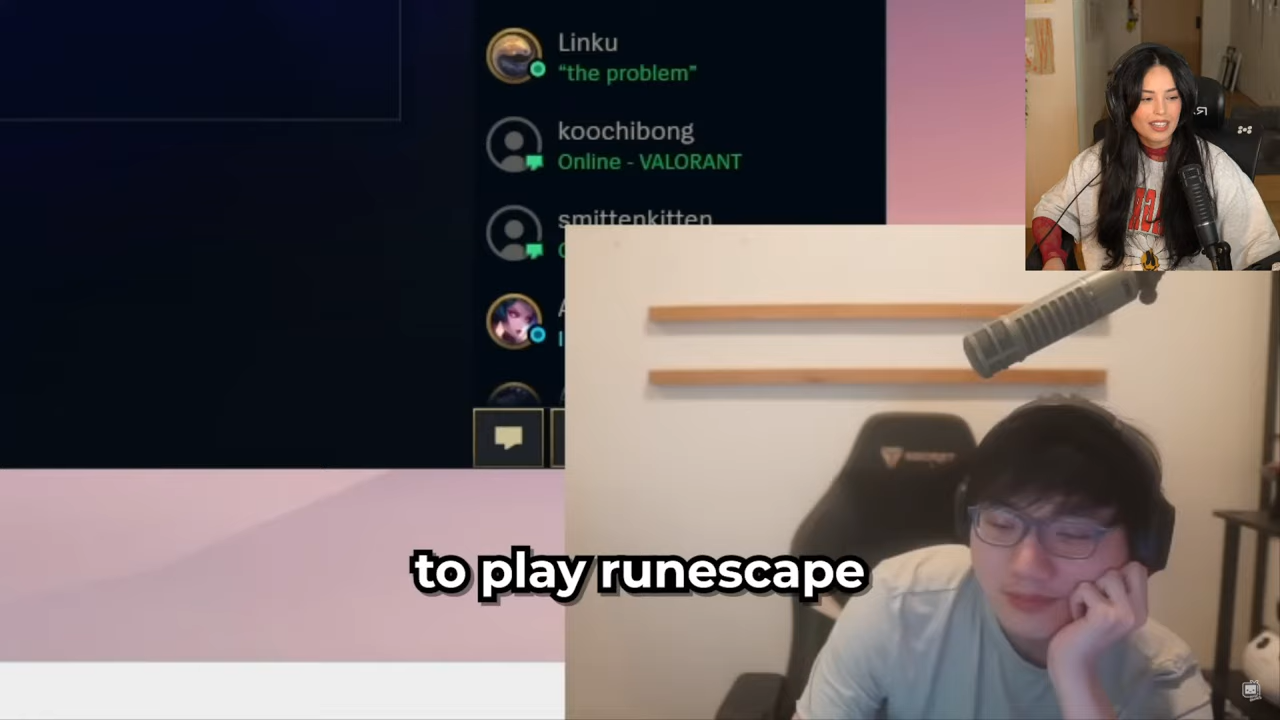 Linku
“the problem”
koochibong
Online - VALORANT
smittenkitten
to play runescape